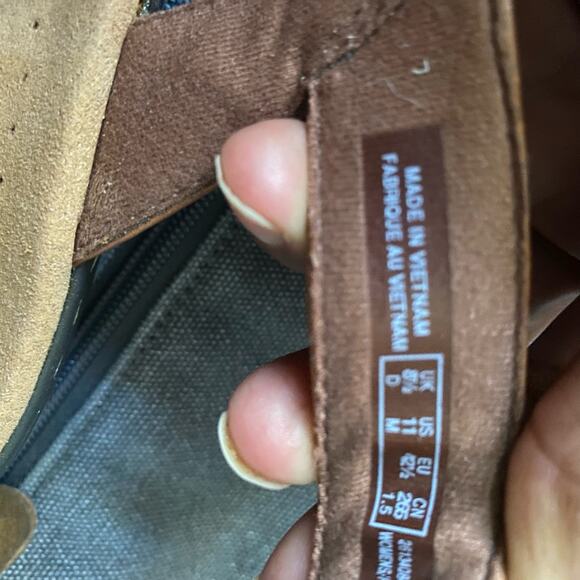 MADE IN VIETNAM
FABRIQUE AU VIETNAM
UK US EU CN
8½ 11 42½ 265
D M 1.5